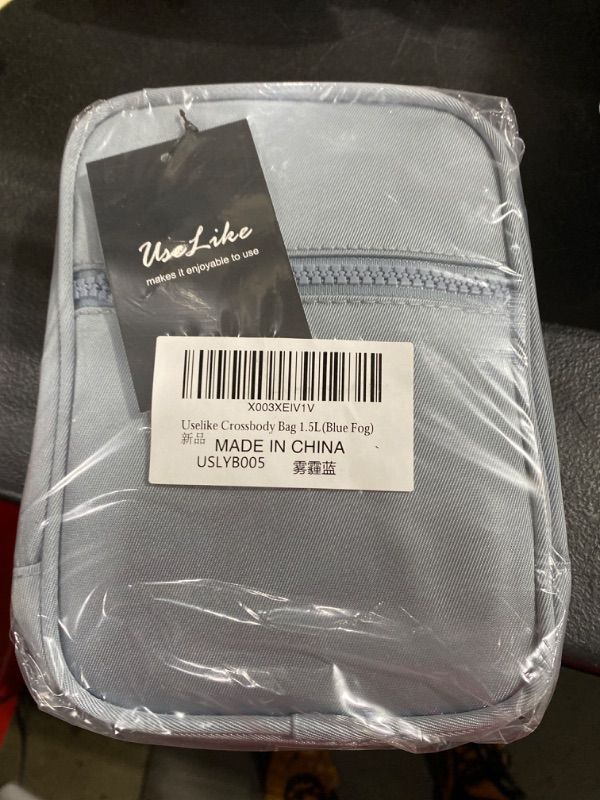 UseLike
makes it enjoyable to use
X003XEIV1V
Uselike Crossbody Bag 1.5L(Blue Fog)
新品 MADE IN CHINA
USLYB005 雾霾蓝